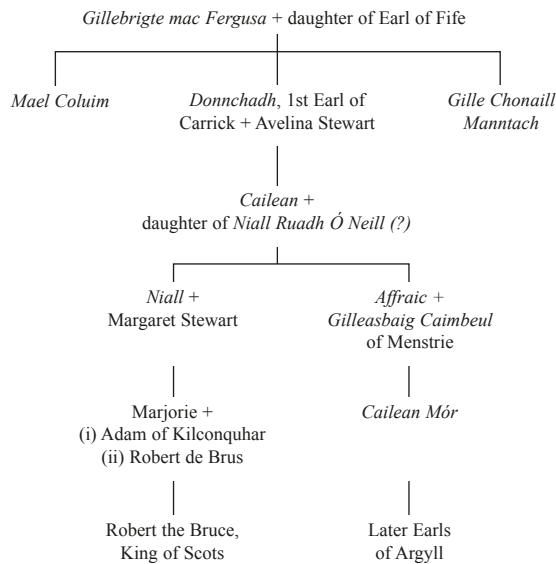 Gillebrigte mac Fergusa + daughter of Earl of Fife
Mael Coluim
Donnchadh, 1st Earl of
Carrick + Avelina Stewart
Gille Chonaill
Manntach
Cailean +
daughter of Niall Ruadh Ó Neill (?)
Niall +
Margaret Stewart
Affraic +
Gilleasbaig Caimbeul
of Menstrie
Marjorie +
(i) Adam of Kilconquhar
(ii) Robert de Brus
Cailean Mór
Robert the Bruce,
King of Scots
Later Earls
of Argyll